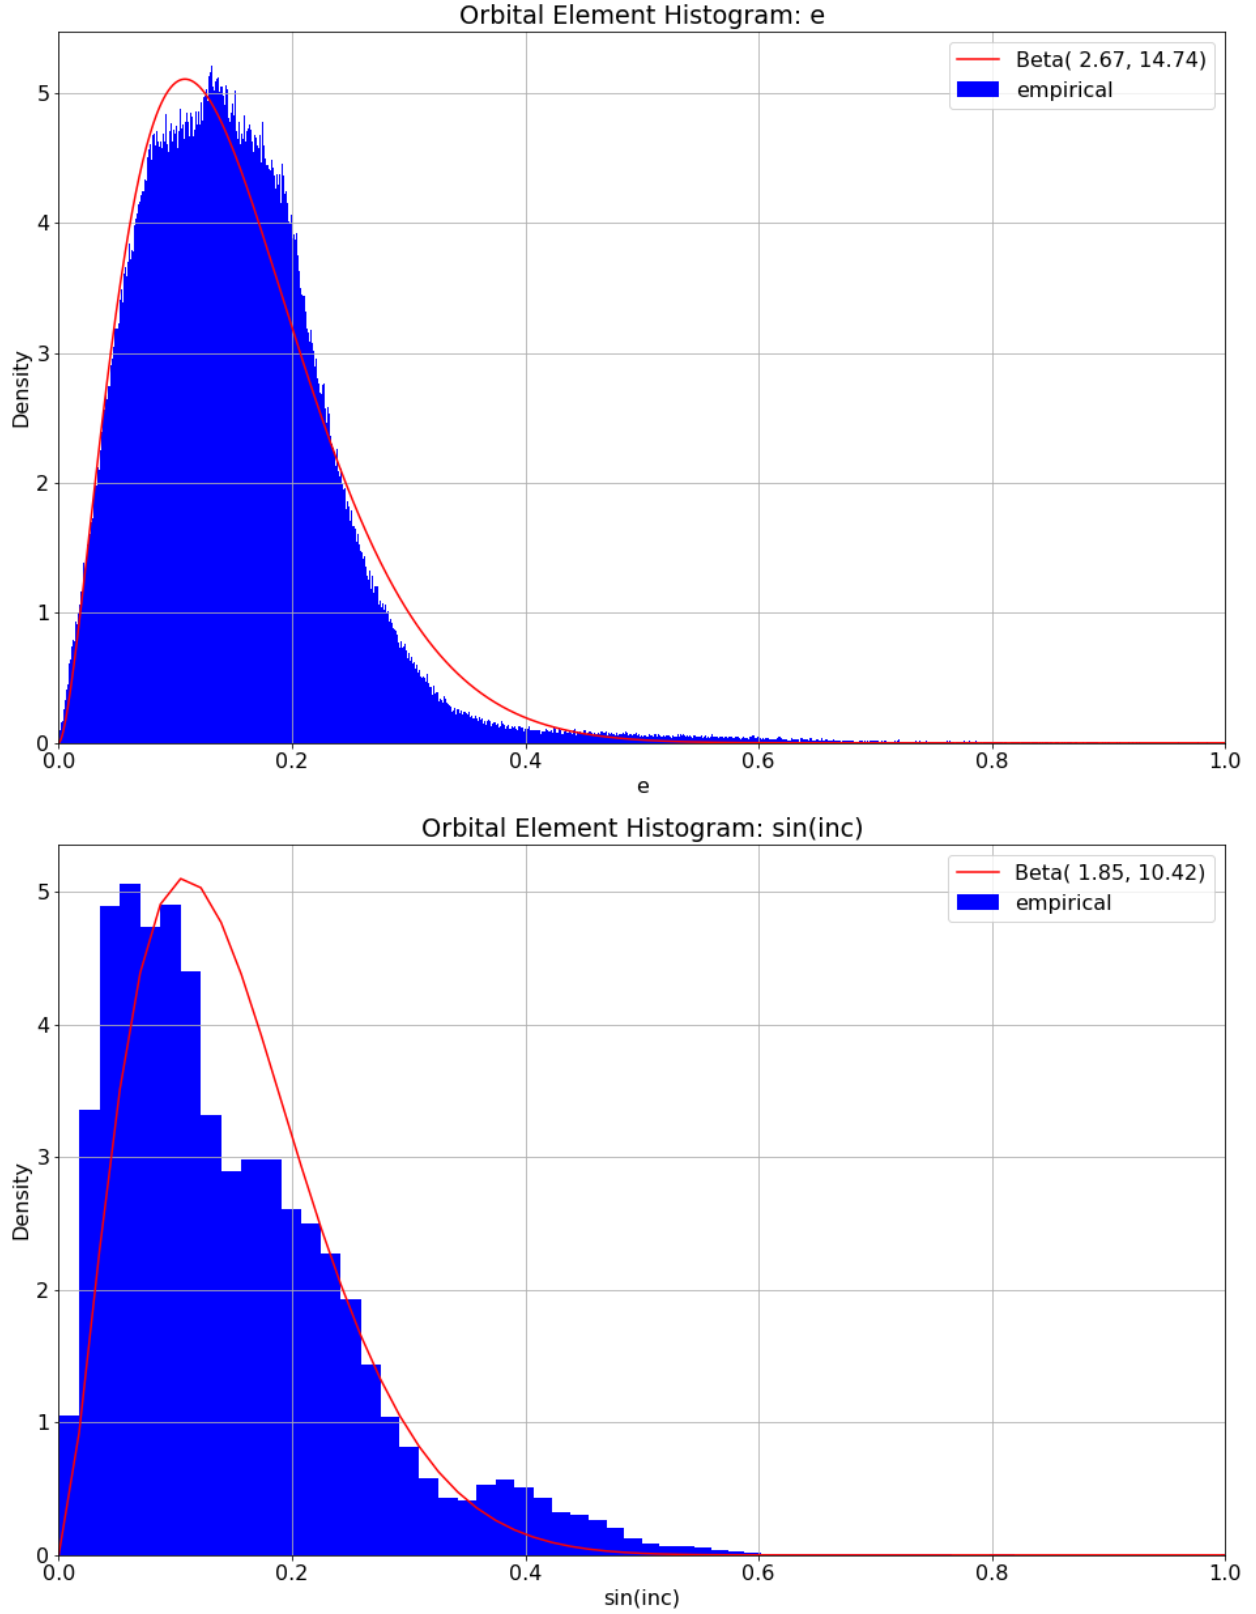 Orbital Element Histogram: e
Beta( 2.67, 14.74)
empirical
Density
5
4
3
2
1
0
0.0 0.2 0.4 0.6 0.8 1.0
e
Orbital Element Histogram: sin(inc)
Beta( 1.85, 10.42)
empirical
Density
5
4
3
2
1
0
0.0 0.2 0.4 0.6 0.8 1.0
sin(inc)